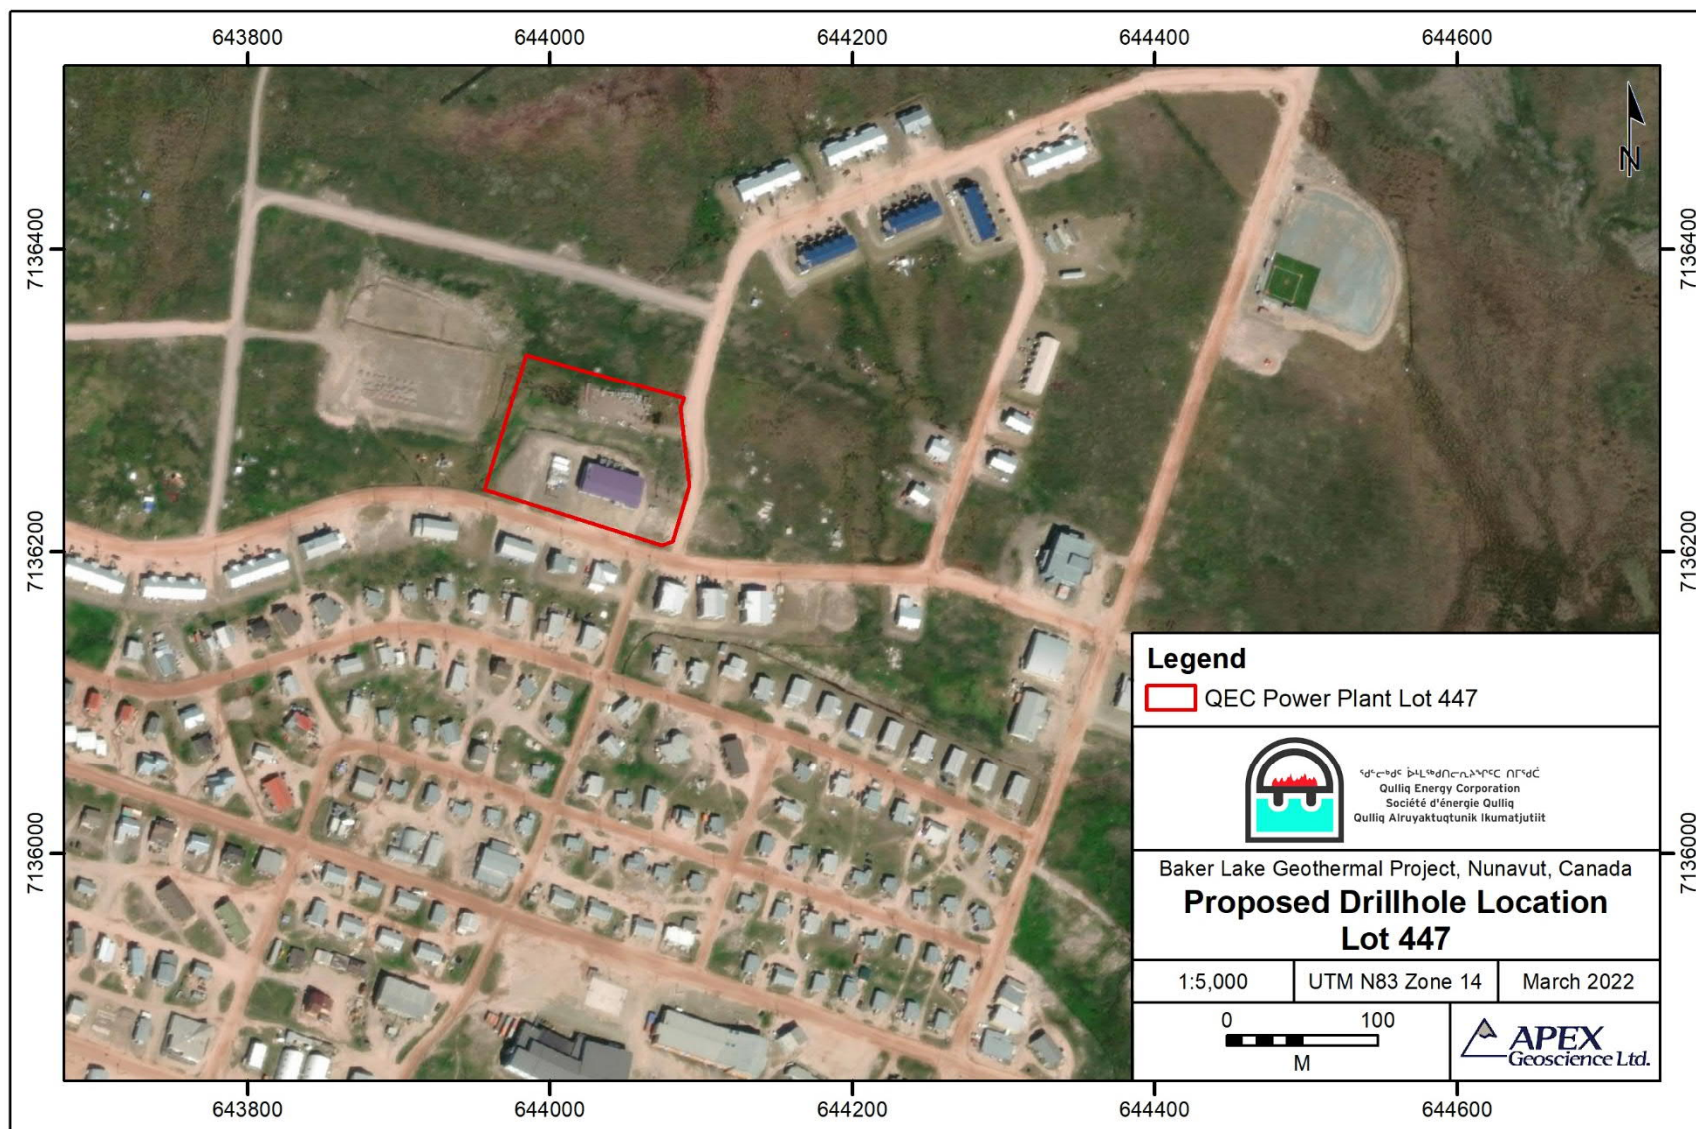 643800 644000 644200 644400 644600
7136400 7136400
7136200 7136200
7136000 7136000
N
Legend
QEC Power Plant Lot 447
Qulliq Energy Corporation
Société d'énergie Qulliq
Qulliq Alruyaktuqtunik Ikumatjutiit
Baker Lake Geothermal Project, Nunavut, Canada
Proposed Drillhole Location
Lot 447
1:5,000 UTM N83 Zone 14 March 2022
0 100
M
APEX
Geoscience Ltd.
643800 644000 644200 644400 644600